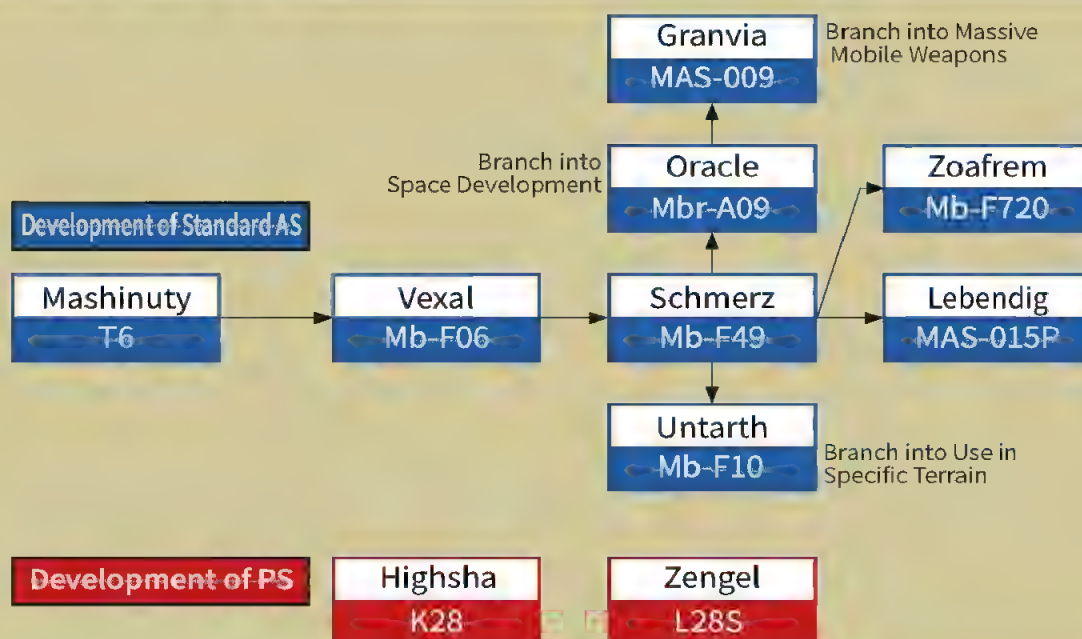 Granvia
MAS-009
Branch into Massive
Mobile Weapons
Branch into
Space Development
Oracle
Mbr-A09
Zoafrem
Mb-F720
Development of Standard AS
Mashinuty
T6
Vexal
Mb-F06
Schmerz
Mb-F49
Lebendig
MAS-015P
Untarth
Mb-F10
Branch into Use in
Specific Terrain
Development of PS
Highsha
K28
Zengel
L28S